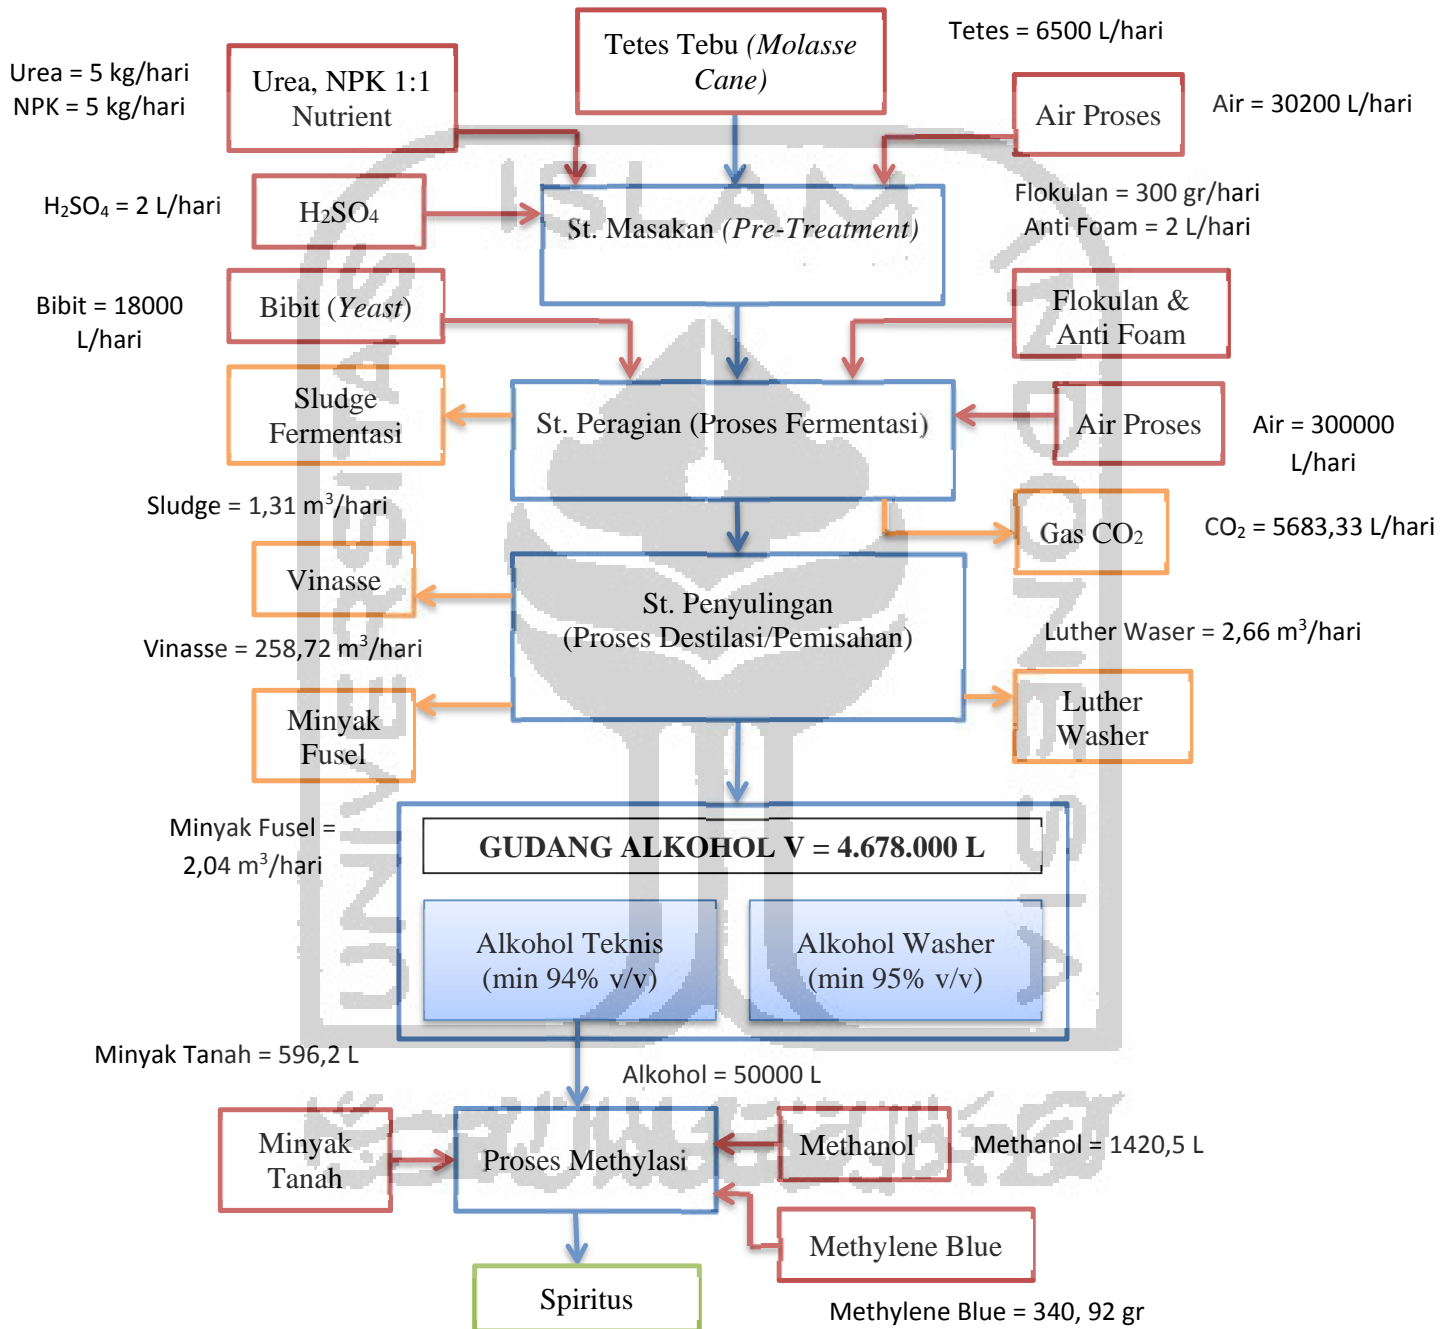 Tetes Tebu (Molasse
Cane)
Tetes = 6500 L/hari
Urea = 5 kg/hari
NPK = 5 kg/hari
Urea, NPK 1:1
Nutrient
Air Proses
Air = 30200 L/hari
H₂SO₄ = 2 L/hari
H₂SO₄
St. Masakan (Pre-Treatment)
Flokulan = 300 gr/hari
Anti Foam = 2 L/hari
Bibit = 18000
L/hari
Bibit (Yeast)
Flokulan &
Anti Foam
Sludge
Fermentasi
St. Peragian (Proses Fermentasi)
Air Proses
Air = 300000
L/hari
Sludge = 1,31 m³/hari
Gas CO₂
CO₂ = 5683,33 L/hari
Vinasse
St. Penyulingan
(Proses Destilasi/Pemisahan)
Vinasse = 258,72 m³/hari
Luther Waser = 2,66 m³/hari
Minyak
Fusel
Luther
Washer
Minyak Fusel =
2,04 m³/hari
GUDANG ALKOHOL V = 4.678.000 L
Alkohol Teknis
(min 94% v/v)
Alkohol Washer
(min 95% v/v)
Minyak Tanah = 596,2 L
Alkohol = 50000 L
Minyak
Tanah
Proses Methylasi
Methanol
Methanol = 1420,5 L
Methylene Blue
Spiritus
Methylene Blue = 340, 92 gr
UNIVERSITAS
ISLAM
INDONESIA